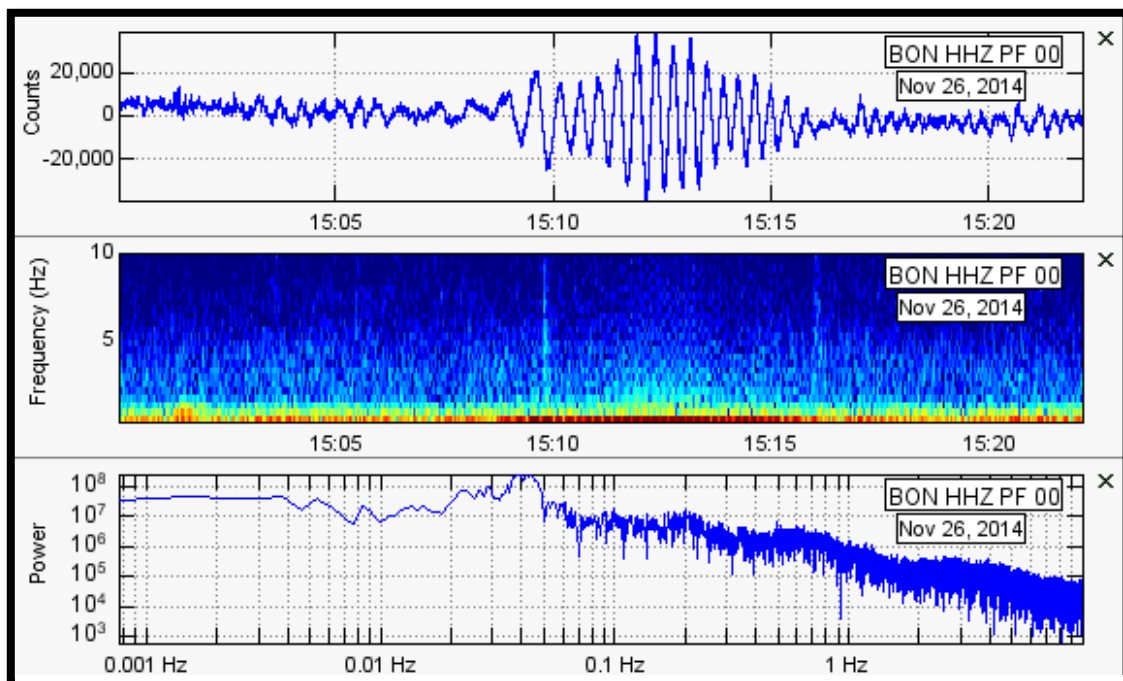 20,000
0
-20,000
Counts
BON HHZ PF 00
Nov 26, 2014
×
15:05 15:10 15:15 15:20
10
5
Frequency (Hz)
BON HHZ PF 00
Nov 26, 2014
×
15:05 15:10 15:15 15:20
10⁸
10⁷
10⁶
10⁵
10⁴
10³
Power
BON HHZ PF 00
Nov 26, 2014
×
0.001 Hz 0.01 Hz 0.1 Hz 1 Hz